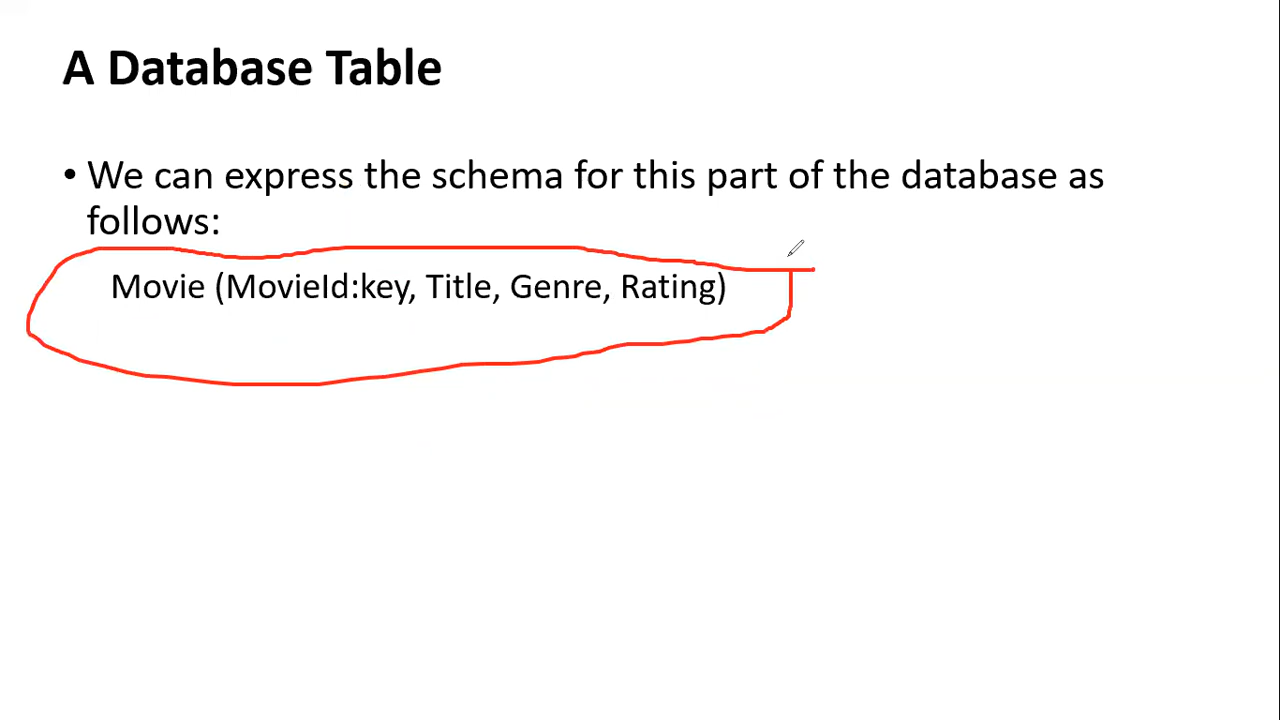 A Database Table
• We can express the schema for this part of the database as
follows:
Movie (MovieId:key, Title, Genre, Rating)